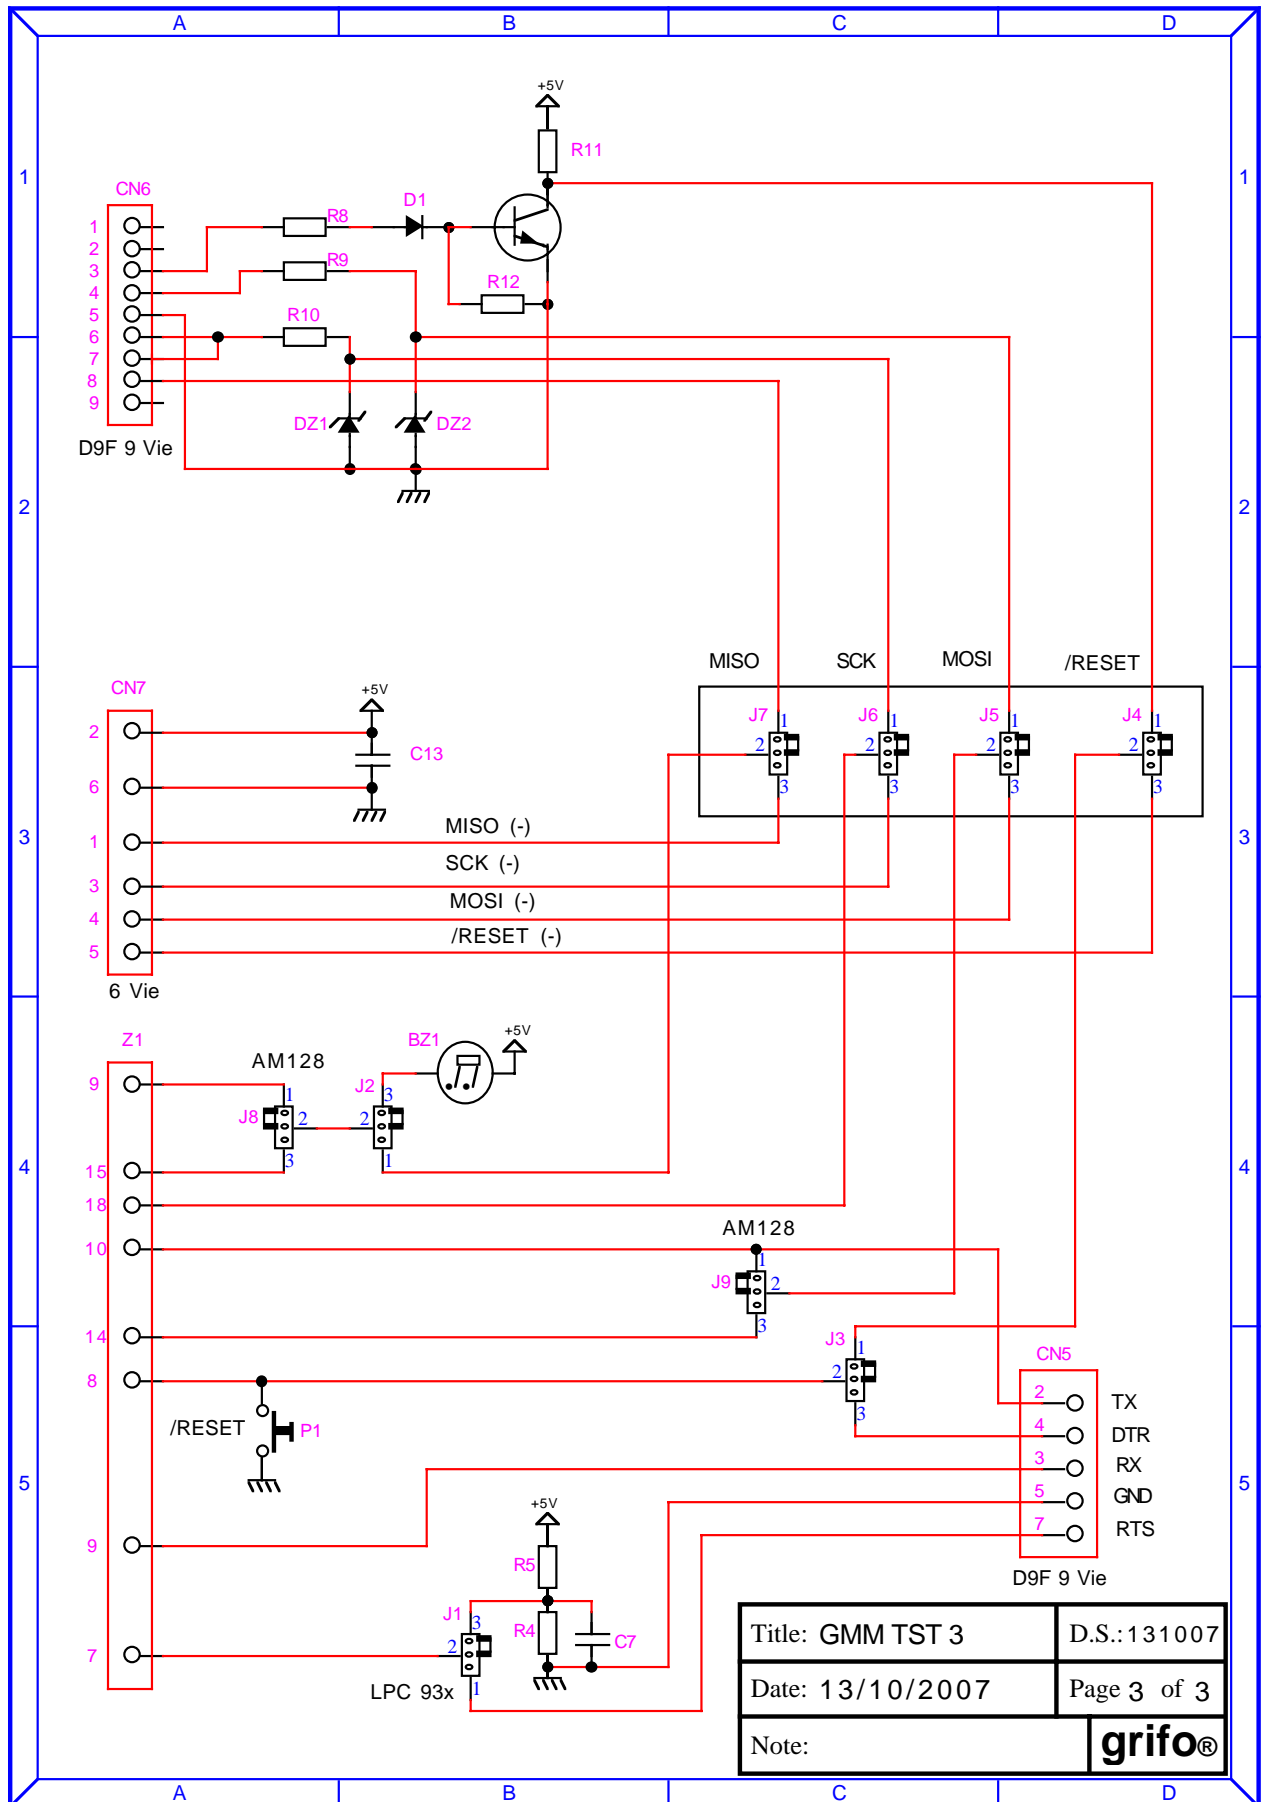 A B C D
+5V
R11
1 1
CN6
D1
1
R8
2
3
R9
4
R12
5
R10
6
7
8
9
DZ1 DZ2
D9F 9 Vie
2 2
MISO SCK MOSI /RESET
CN7
+5V
J7 1 J6 1 J5 1 J4 1
2
2 2 2 2
C13
6
3 3 3 3
MISO (-)
1
3 3
SCK (-)
3
MOSI (-)
4
/RESET (-)
5
6 Vie
Z1
BZ1
+5V
AM128
9
1 J2 3
J8 2 2
3 1
4 4
15
18
AM128
10
1
J9 2
3
14
J3 1
CN5
8
2
2 TX
3
/RESET P1
4 DTR
3 RX
5 5
5 GND
+5V
7 RTS
9
R5
D9F 9 Vie
J1 3
R4 C7
2
7
1
LPC 93x
Title: GMM TST 3 D.S.:131007
Date: 13/10/2007 Page 3 of 3
Note: grifo®
A B C D